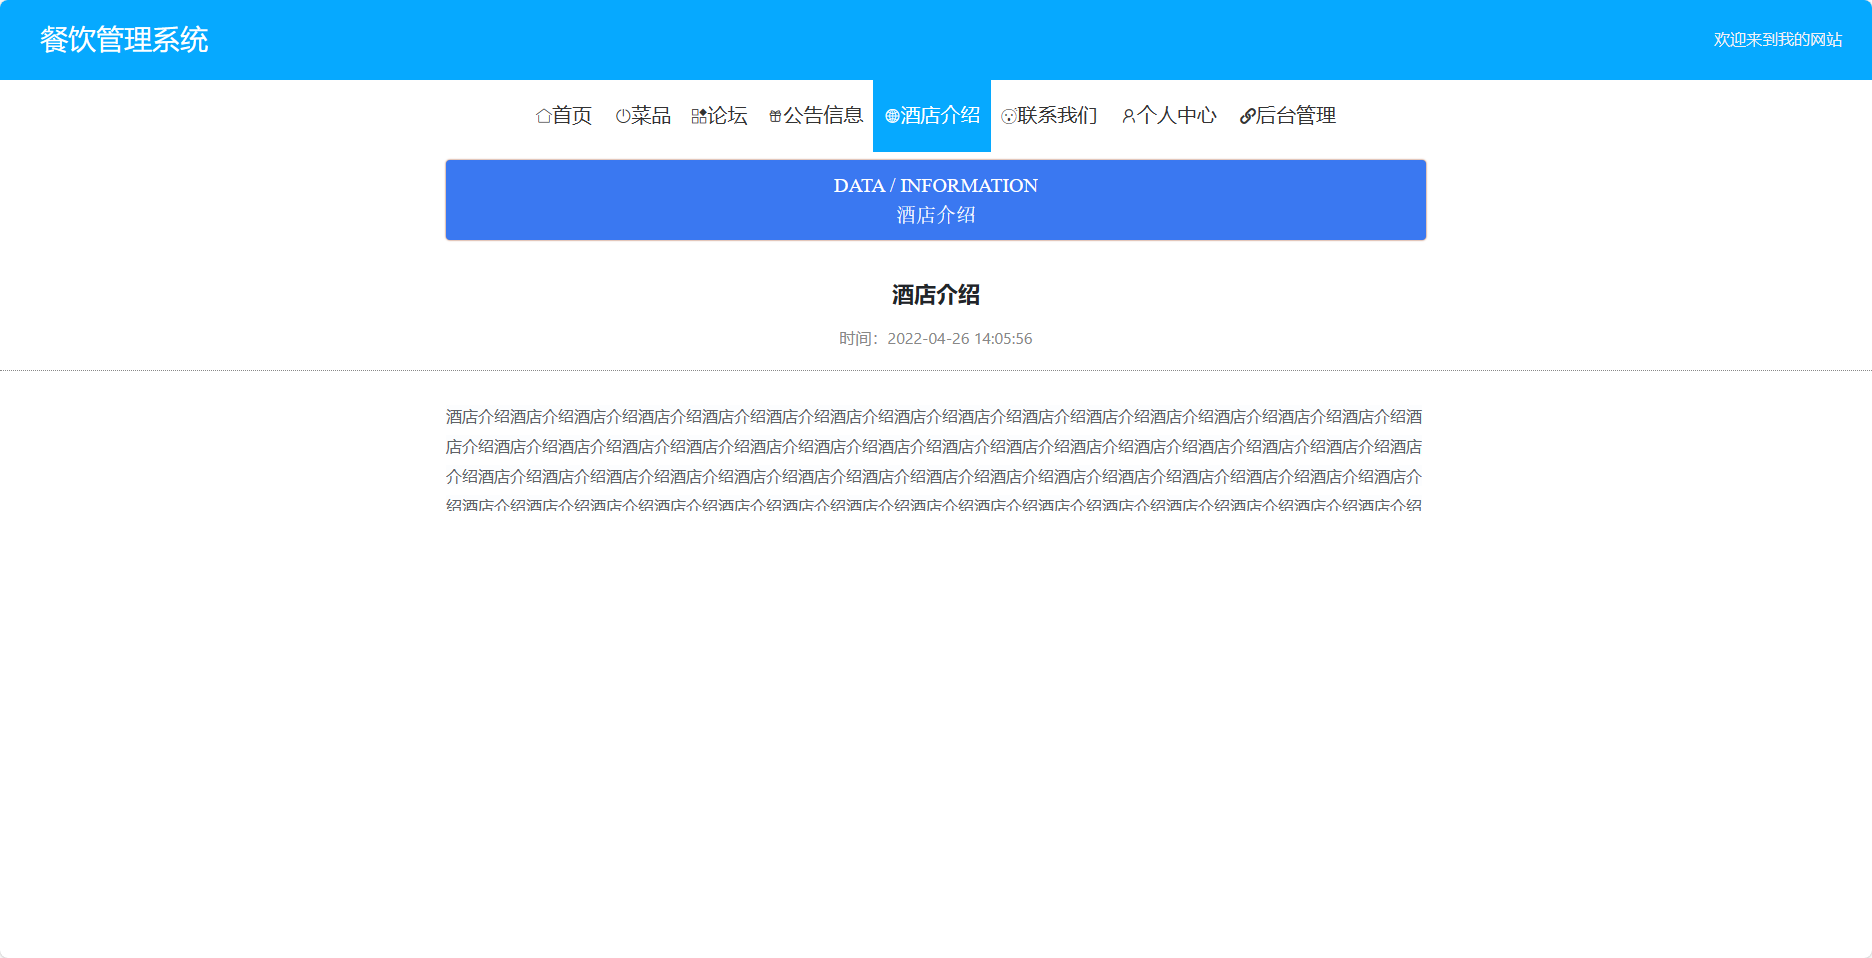 餐饮管理系统
欢迎来到我的网站
首页 菜品 论坛 公告信息 酒店介绍 联系我们 个人中心 后台管理
DATA / INFORMATION
酒店介绍
酒店介绍
时间：2022-04-26 14:05:56
酒店介绍酒店介绍酒店介绍酒店介绍酒店介绍酒店介绍酒店介绍酒店介绍酒店介绍酒店介绍酒店介绍酒店介绍酒店介绍酒店介绍酒店介绍酒
店介绍酒店介绍酒店介绍酒店介绍酒店介绍酒店介绍酒店介绍酒店介绍酒店介绍酒店介绍酒店介绍酒店介绍酒店介绍酒店介绍酒店介绍酒店
介绍酒店介绍酒店介绍酒店介绍酒店介绍酒店介绍酒店介绍酒店介绍酒店介绍酒店介绍酒店介绍酒店介绍酒店介绍酒店介绍酒店介绍酒店介
绍酒店介绍酒店介绍酒店介绍酒店介绍酒店介绍酒店介绍酒店介绍酒店介绍酒店介绍酒店介绍酒店介绍酒店介绍酒店介绍酒店介绍酒店介绍